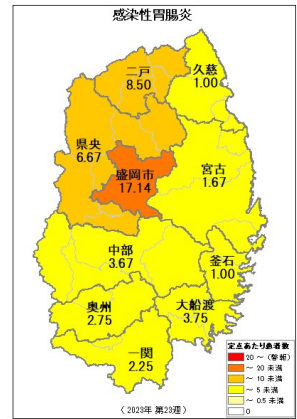 感染性胃腸炎
二戸
8.50
久慈
1.00
県央
6.67
盛岡市
17.14
宮古
1.67
中部
3.67
釜石
1.00
奥州
2.75
大船渡
3.75
一関
2.25
定点あたり患者数
20 ~ (警報)
~ 20 未満
~ 10 未満
~ 5 未満
~ 0.5 未満
0
(2023年 第23週)